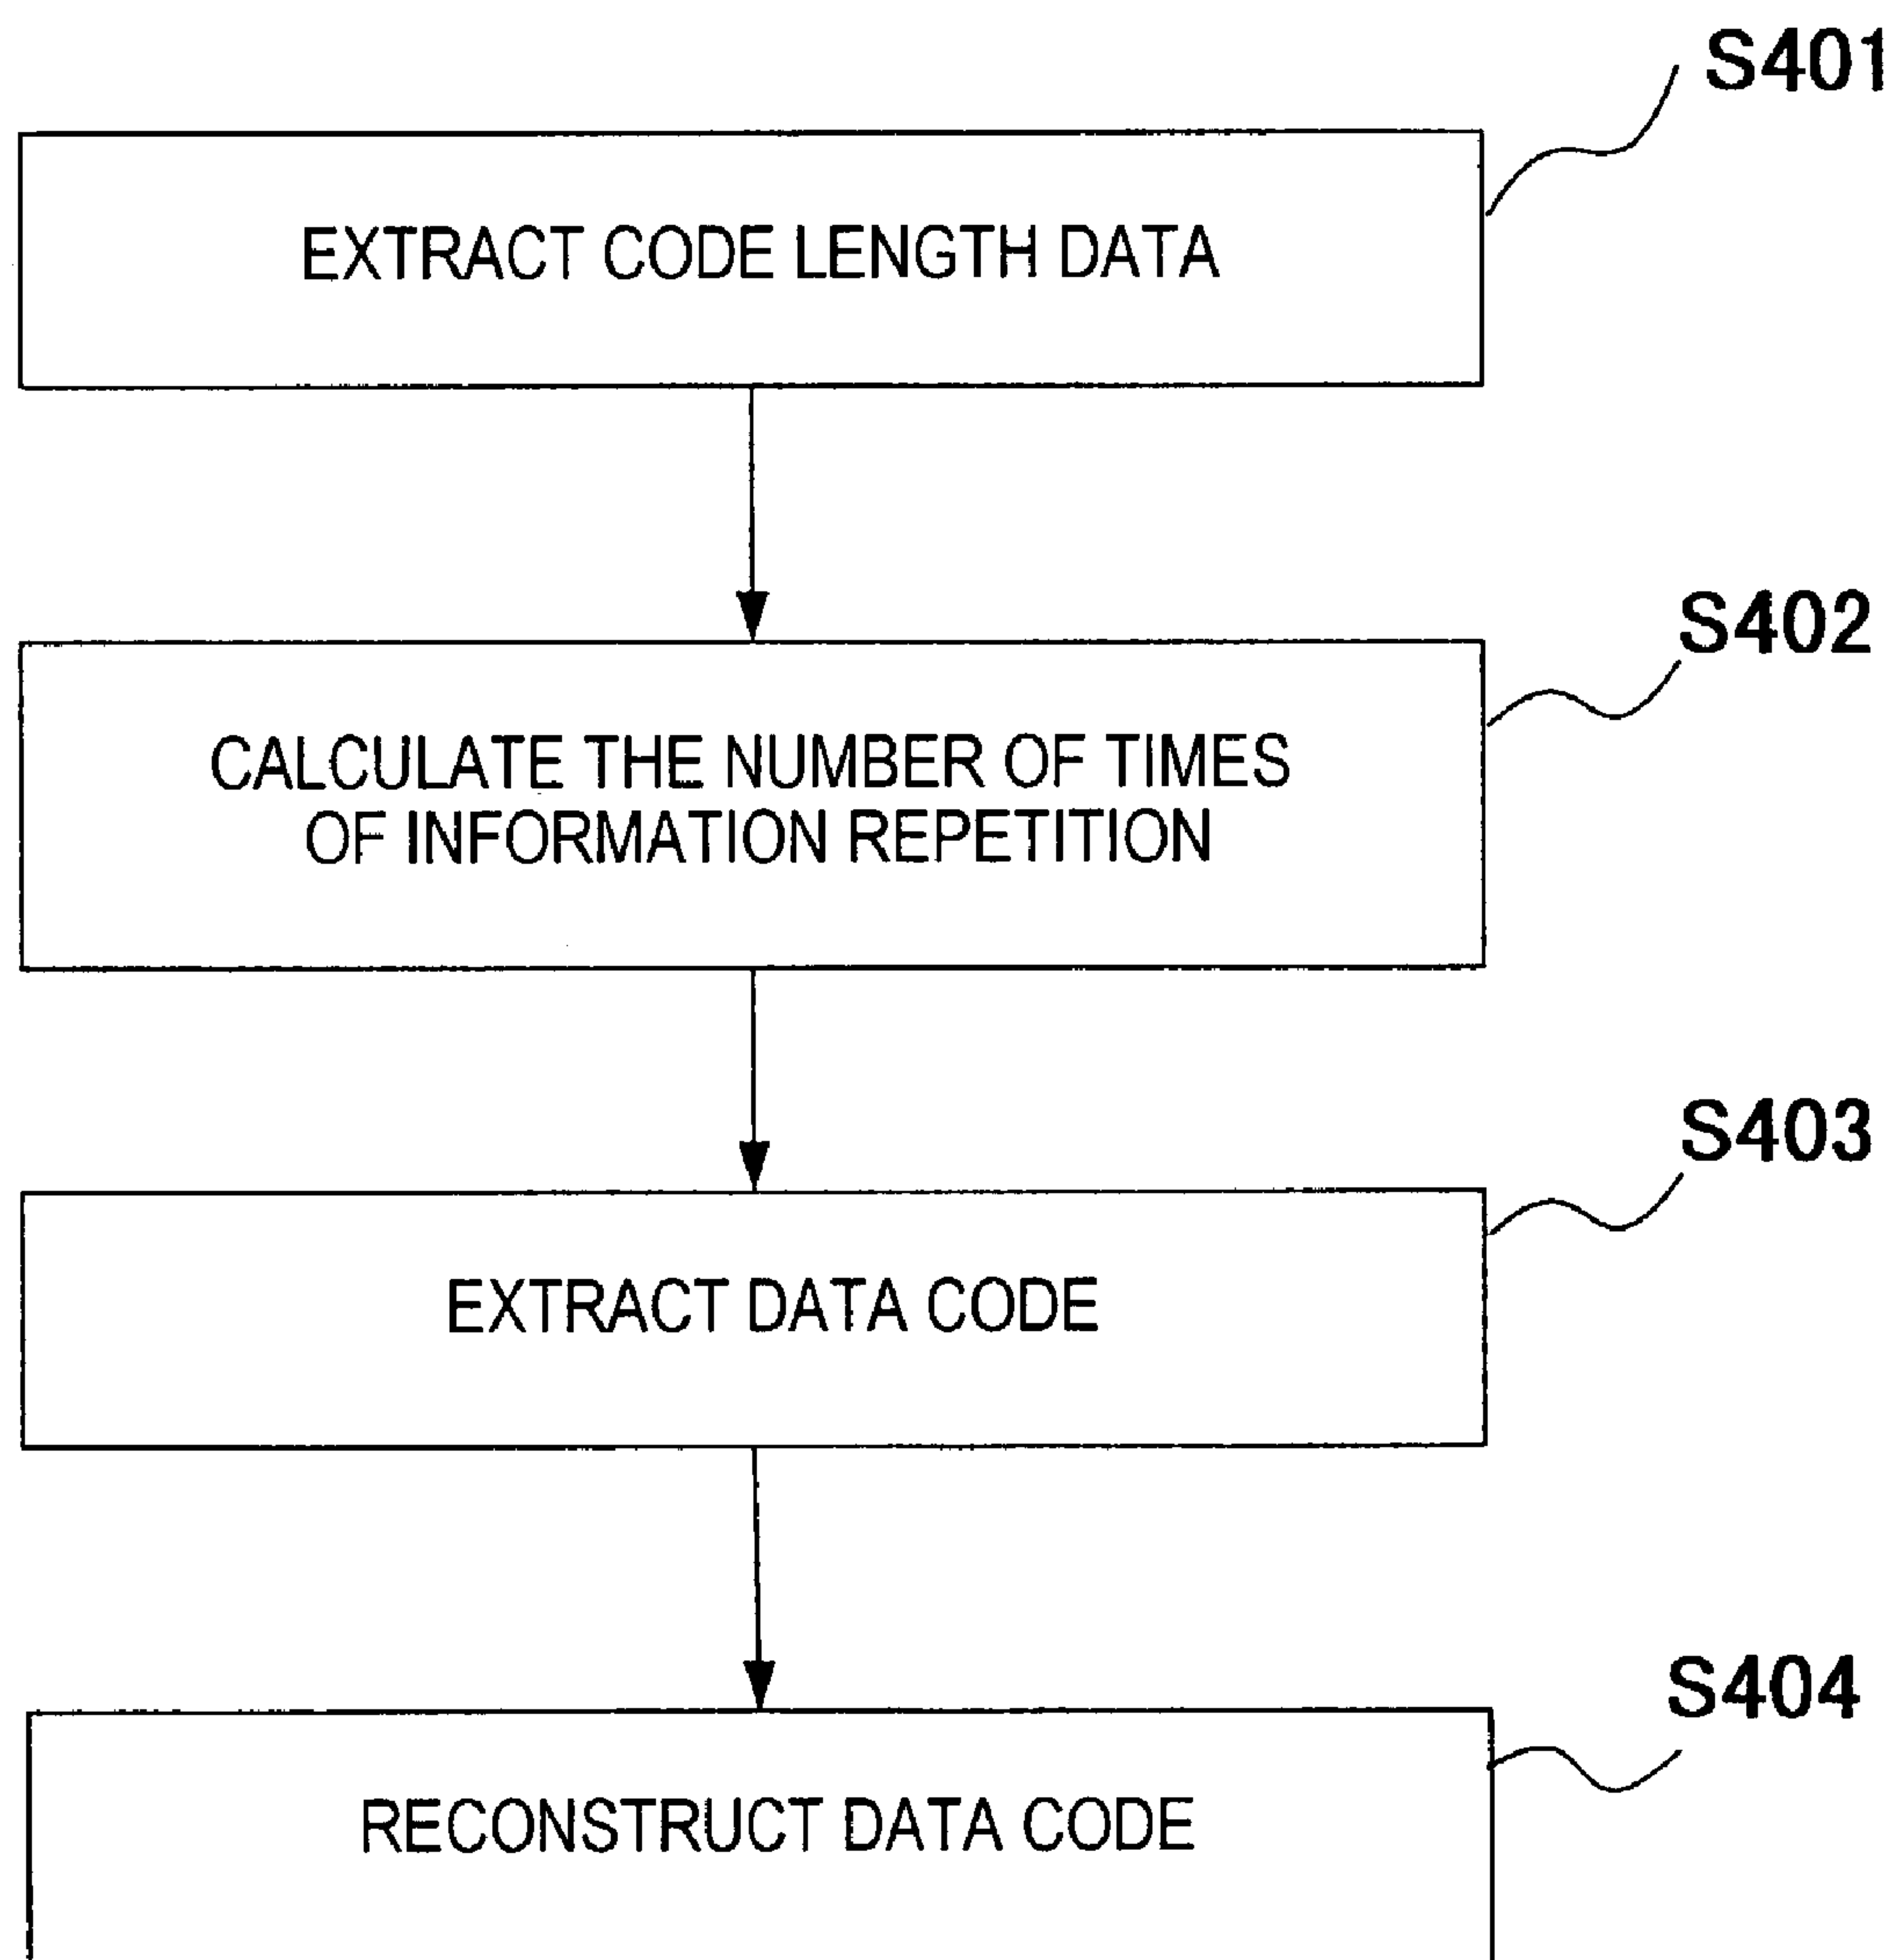 S401
EXTRACT CODE LENGTH DATA
S402
CALCULATE THE NUMBER OF TIMES
OF INFORMATION REPETITION
S403
EXTRACT DATA CODE
S404
RECONSTRUCT DATA CODE